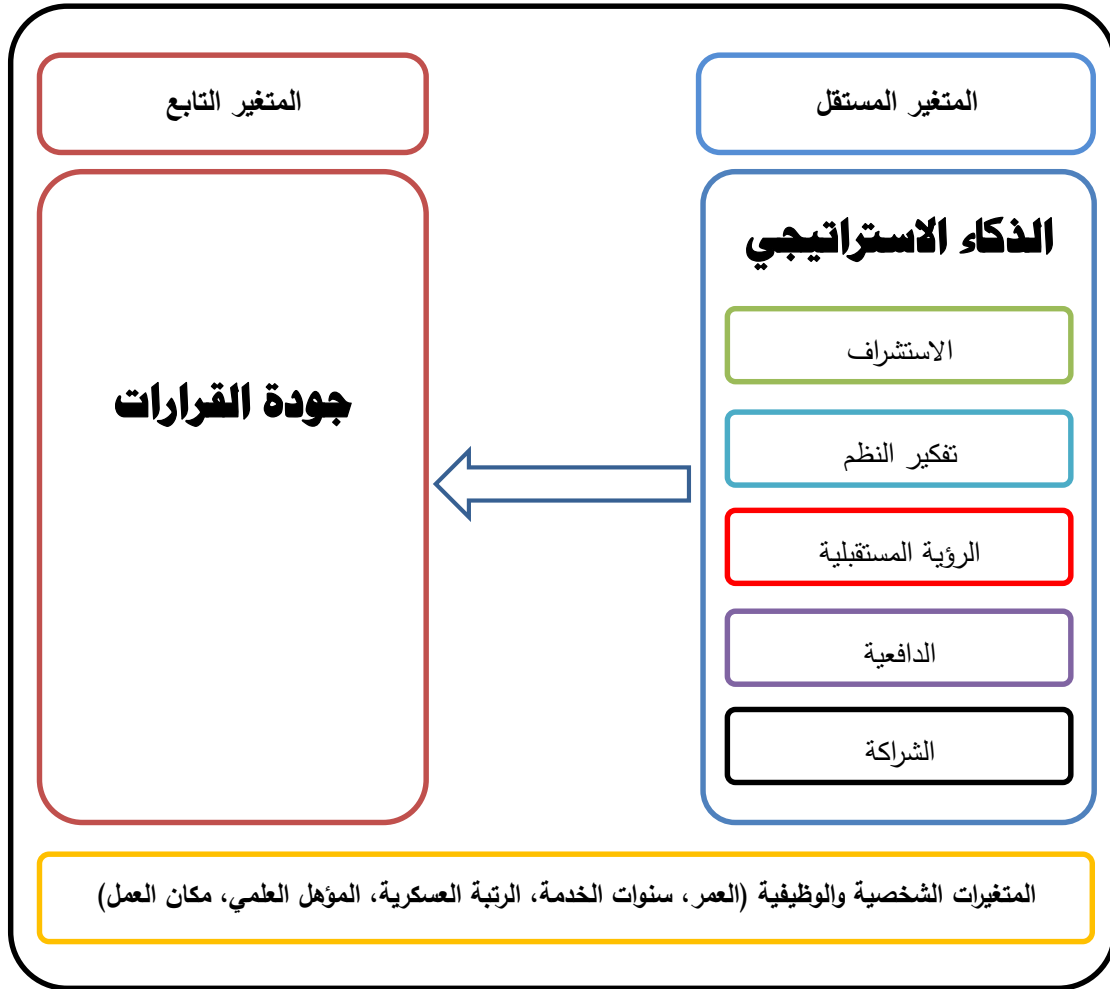 المتغير المستقل
المتغير التابع
الذكاء الاستراتيجي
الاستشراف
تفكير النظم
الرؤية المستقبلية
الدافعية
الشراكة
جودة القرارات
المتغيرات الشخصية والوظيفية (العمر، سنوات الخدمة، الرتبة العسكرية، المؤهل العلمي، مكان العمل)